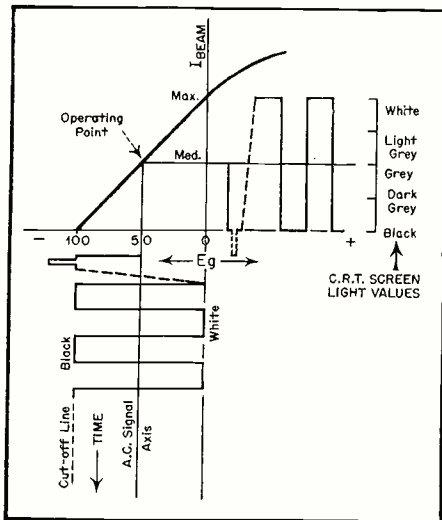 I BEAM
Max.
Operating
Point
Med.
White
Light
Grey
Grey
Dark
Grey
Black
− 100 50 0 +
Eg
C.R.T. SCREEN
LIGHT VALUES
White
Black
Cut-off Line
TIME
A.C. Signal
Axis